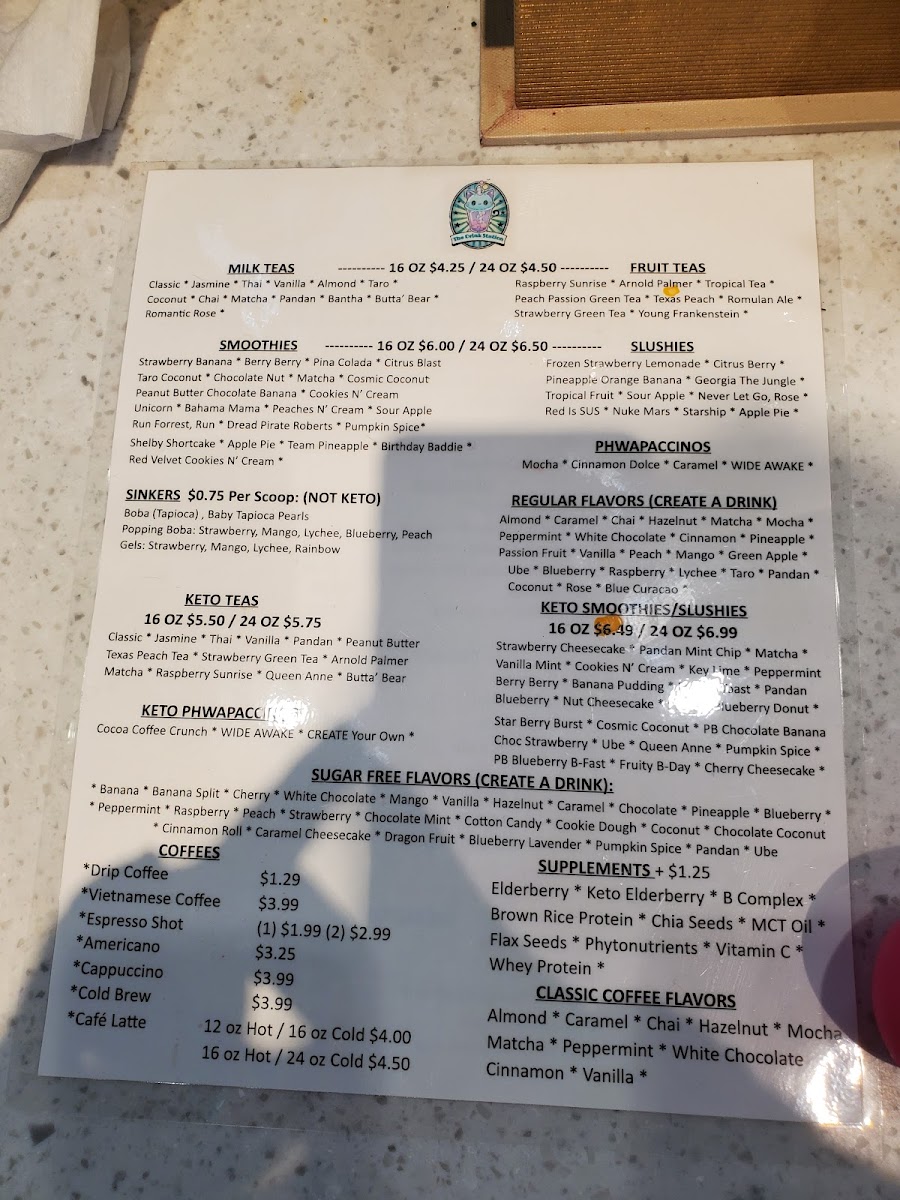 The Drink Station
MILK TEAS ---------- 16 OZ $4.25 / 24 OZ $4.50 ---------- FRUIT TEAS
Classic * Jasmine * Thai * Vanilla * Almond * Taro *
Coconut * Chai * Matcha * Pandan * Bantha * Butta’ Bear *
Romantic Rose *
Raspberry Sunrise * Arnold Palmer * Tropical Tea *
Peach Passion Green Tea * Texas Peach * Romulan Ale *
Strawberry Green Tea * Young Frankenstein *
SMOOTHIES ---------- 16 OZ $6.00 / 24 OZ $6.50 ---------- SLUSHIES
Strawberry Banana * Berry Berry * Pina Colada * Citrus Blast
Taro Coconut * Chocolate Nut * Matcha * Cosmic Coconut
Peanut Butter Chocolate Banana * Cookies N’ Cream
Unicorn * Bahama Mama * Peaches N’ Cream * Sour Apple
Run Forrest, Run * Dread Pirate Roberts * Pumpkin Spice*
Shelby Shortcake * Apple Pie * Team Pineapple * Birthday Baddie *
Red Velvet Cookies N’ Cream *
Frozen Strawberry Lemonade * Citrus Berry *
Pineapple Orange Banana * Georgia The Jungle *
Tropical Fruit * Sour Apple * Never Let Go, Rose *
Red Is SUS * Nuke Mars * Starship * Apple Pie *
PHWAPACCINOS
Mocha * Cinnamon Dolce * Caramel * WIDE AWAKE *
SINKERS $0.75 Per Scoop: (NOT KETO)
Boba (Tapioca) , Baby Tapioca Pearls
Popping Boba: Strawberry, Mango, Lychee, Blueberry, Peach
Gels: Strawberry, Mango, Lychee, Rainbow
REGULAR FLAVORS (CREATE A DRINK)
Almond * Caramel * Chai * Hazelnut * Matcha * Mocha *
Peppermint * White Chocolate * Cinnamon * Pineapple *
Passion Fruit * Vanilla * Peach * Mango * Green Apple *
Ube * Blueberry * Raspberry * Lychee * Taro * Pandan *
Coconut * Rose * Blue Curacao *
KETO TEAS
16 OZ $5.50 / 24 OZ $5.75
Classic * Jasmine * Thai * Vanilla * Pandan * Peanut Butter
Texas Peach Tea * Strawberry Green Tea * Arnold Palmer
Matcha * Raspberry Sunrise * Queen Anne * Butta’ Bear
KETO SMOOTHIES/SLUSHIES
16 OZ $6.49 / 24 OZ $6.99
Strawberry Cheesecake * Pandan Mint Chip * Matcha *
Vanilla Mint * Cookies N’ Cream * Key Lime * Peppermint
Berry Berry * Banana Pudding * * Pandan
Blueberry * Nut Cheesecake * Blueberry Donut *
Star Berry Burst * Cosmic Coconut * PB Chocolate Banana
Choc Strawberry * Ube * Queen Anne * Pumpkin Spice *
PB Blueberry B-Fast * Fruity B-Day * Cherry Cheesecake *
KETO PHWAPACCINOS
Cocoa Coffee Crunch * WIDE AWAKE * CREATE Your Own *
SUGAR FREE FLAVORS (CREATE A DRINK):
* Banana * Banana Split * Cherry * White Chocolate * Mango * Vanilla * Hazelnut * Caramel * Chocolate * Pineapple * Blueberry *
* Peppermint * Raspberry * Peach * Strawberry * Chocolate Mint * Cotton Candy * Cookie Dough * Coconut * Chocolate Coconut
* Cinnamon Roll * Caramel Cheesecake * Dragon Fruit * Blueberry Lavender * Pumpkin Spice * Pandan * Ube
COFFEES
*Drip Coffee $1.29
*Vietnamese Coffee $3.99
*Espresso Shot (1) $1.99 (2) $2.99
*Americano $3.25
*Cappuccino $3.99
*Cold Brew $3.99
*Café Latte 12 oz Hot / 16 oz Cold $4.00
16 oz Hot / 24 oz Cold $4.50
SUPPLEMENTS + $1.25
Elderberry * Keto Elderberry * B Complex *
Brown Rice Protein * Chia Seeds * MCT Oil *
Flax Seeds * Phytonutrients * Vitamin C *
Whey Protein *
CLASSIC COFFEE FLAVORS
Almond * Caramel * Chai * Hazelnut * Mocha
Matcha * Peppermint * White Chocolate
Cinnamon * Vanilla *